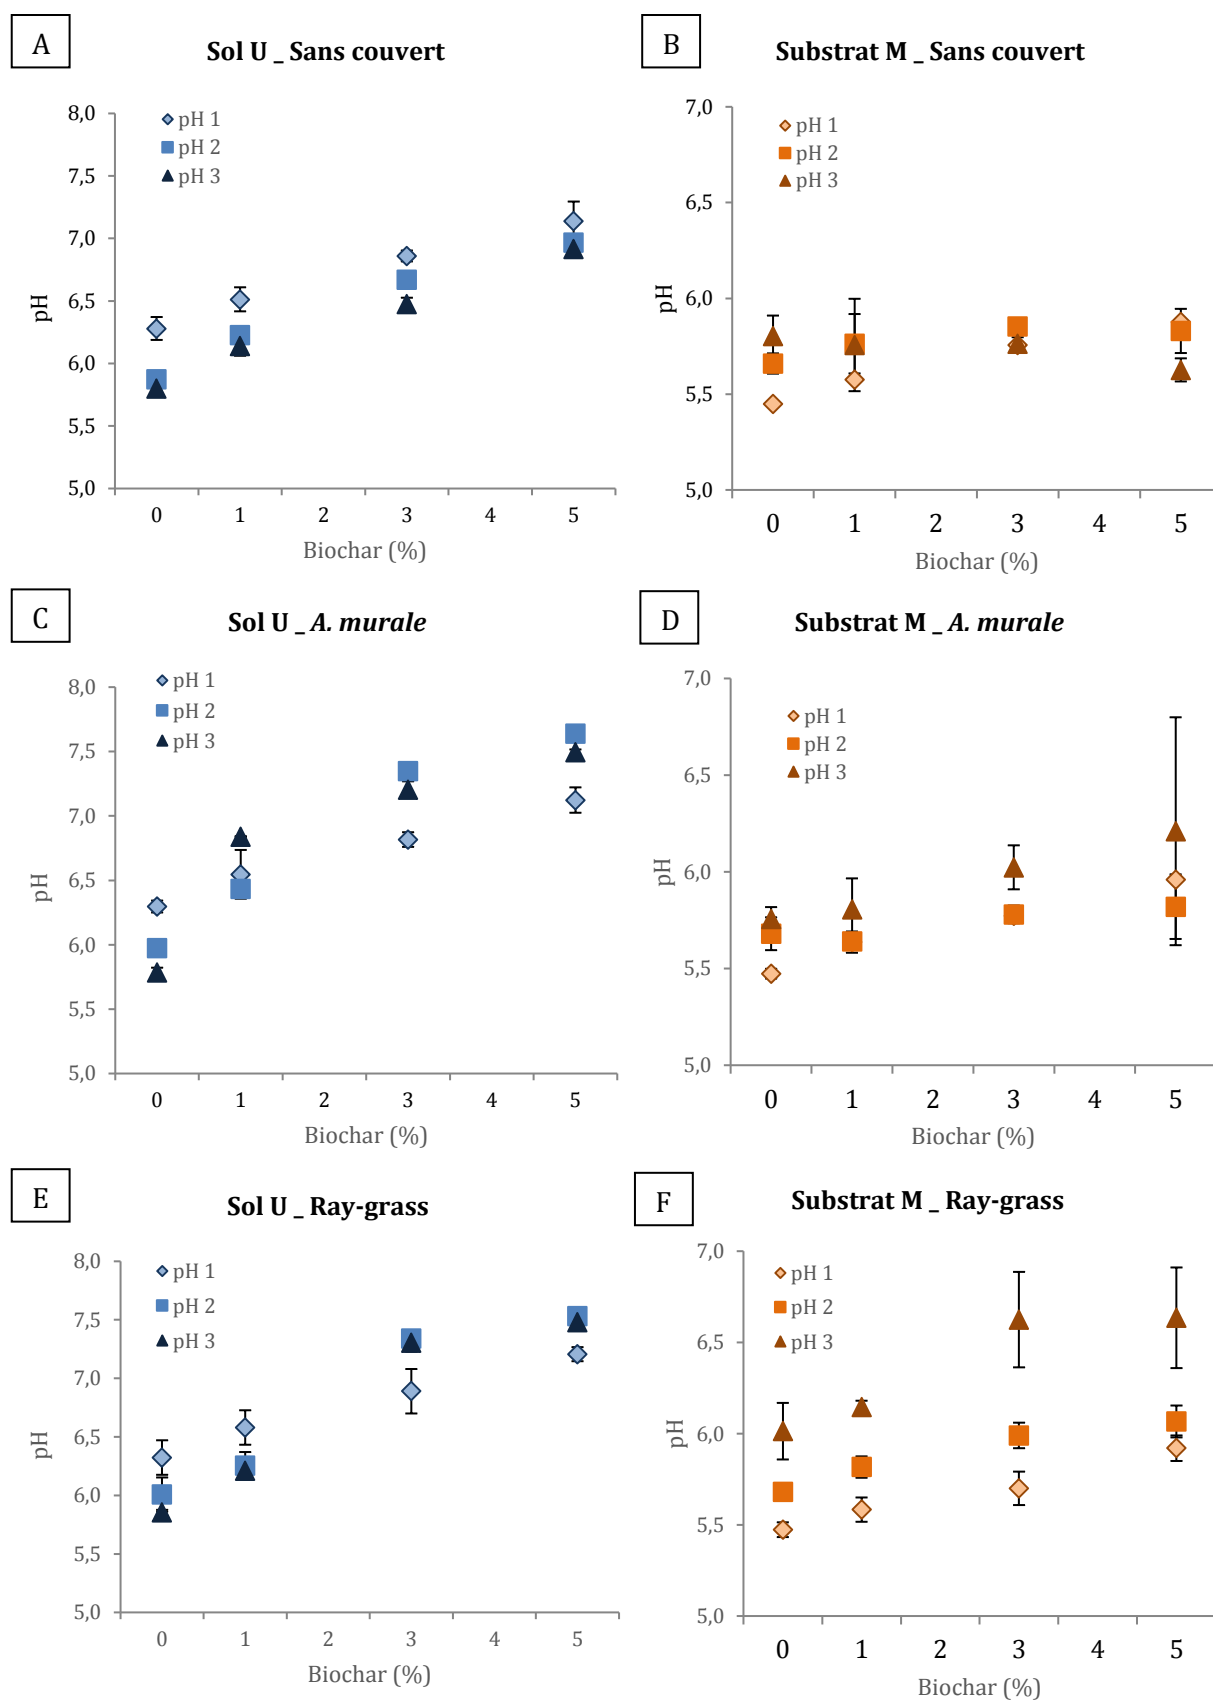 A
Sol U _ Sans couvert
8,0
7,5
7,0
6,5
6,0
5,5
5,0
pH
pH 1
pH 2
pH 3
0 1 2 3 4 5
Biochar (%)
B
Substrat M _ Sans couvert
7,0
6,5
6,0
5,5
5,0
pH
pH 1
pH 2
pH 3
0 1 2 3 4 5
Biochar (%)
C
Sol U _ A. murale
8,0
7,5
7,0
6,5
6,0
5,5
5,0
pH
pH 1
pH 2
pH 3
0 1 2 3 4 5
Biochar (%)
D
Substrat M _ A. murale
7,0
6,5
6,0
5,5
5,0
pH
pH 1
pH 2
pH 3
0 1 2 3 4 5
Biochar (%)
E
Sol U _ Ray-grass
8,0
7,5
7,0
6,5
6,0
5,5
5,0
pH
pH 1
pH 2
pH 3
0 1 2 3 4 5
Biochar (%)
F
Substrat M _ Ray-grass
7,0
6,5
6,0
5,5
5,0
pH
pH 1
pH 2
pH 3
0 1 2 3 4 5
Biochar (%)